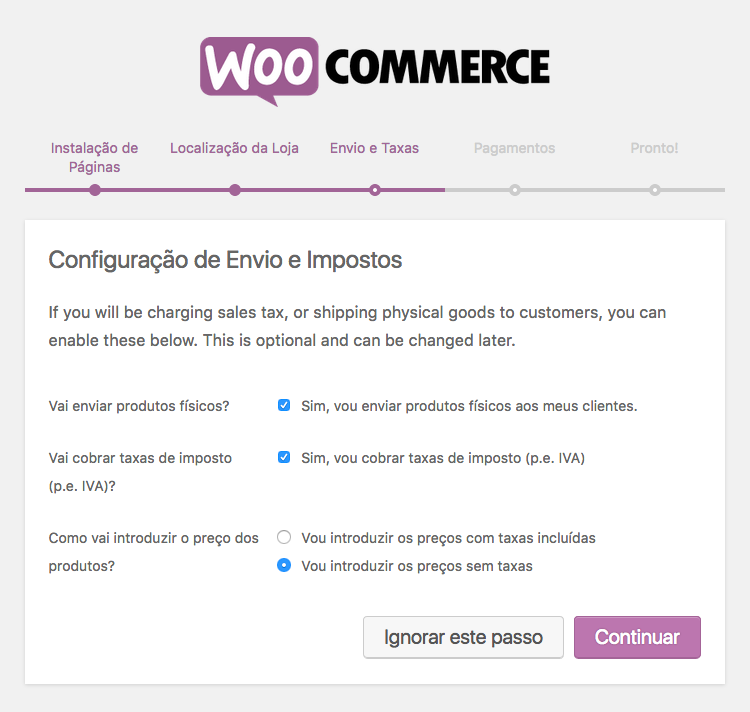 WOO COMMERCE
Instalação de Páginas
Localização da Loja
Envio e Taxas
Pagamentos
Pronto!
Configuração de Envio e Impostos
If you will be charging sales tax, or shipping physical goods to customers, you can
enable these below. This is optional and can be changed later.
Vai enviar produtos físicos?
Sim, vou enviar produtos físicos aos meus clientes.
Vai cobrar taxas de imposto
(p.e. IVA)?
Sim, vou cobrar taxas de imposto (p.e. IVA)
Como vai introduzir o preço dos
produtos?
Vou introduzir os preços com taxas incluídas
Vou introduzir os preços sem taxas
Ignorar este passo
Continuar